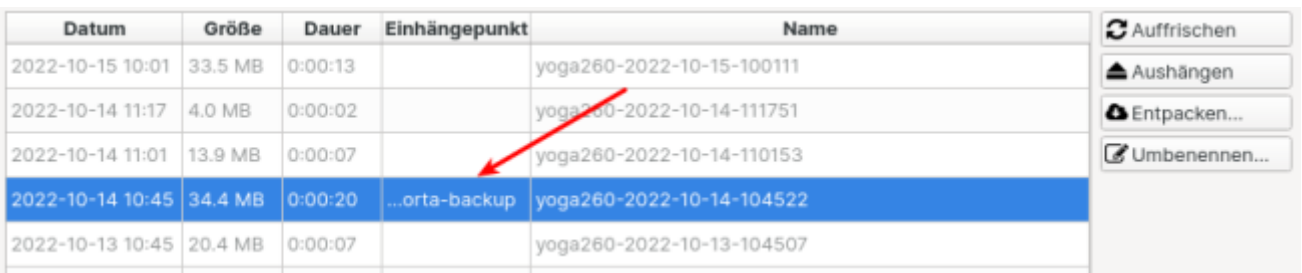 Datum Größe Dauer Einhängepunkt Name
2022-10-15 10:01 33.5 MB 0:00:13 yoga260-2022-10-15-100111
2022-10-14 11:17 4.0 MB 0:00:02 yoga260-2022-10-14-111751
2022-10-14 11:01 13.9 MB 0:00:07 yoga260-2022-10-14-110153
2022-10-14 10:45 34.4 MB 0:00:20 ...orta-backup yoga260-2022-10-14-104522
2022-10-13 10:45 20.4 MB 0:00:07 yoga260-2022-10-13-104507
Auffrischen
Aushängen
Entpacken...
Umbenennen...